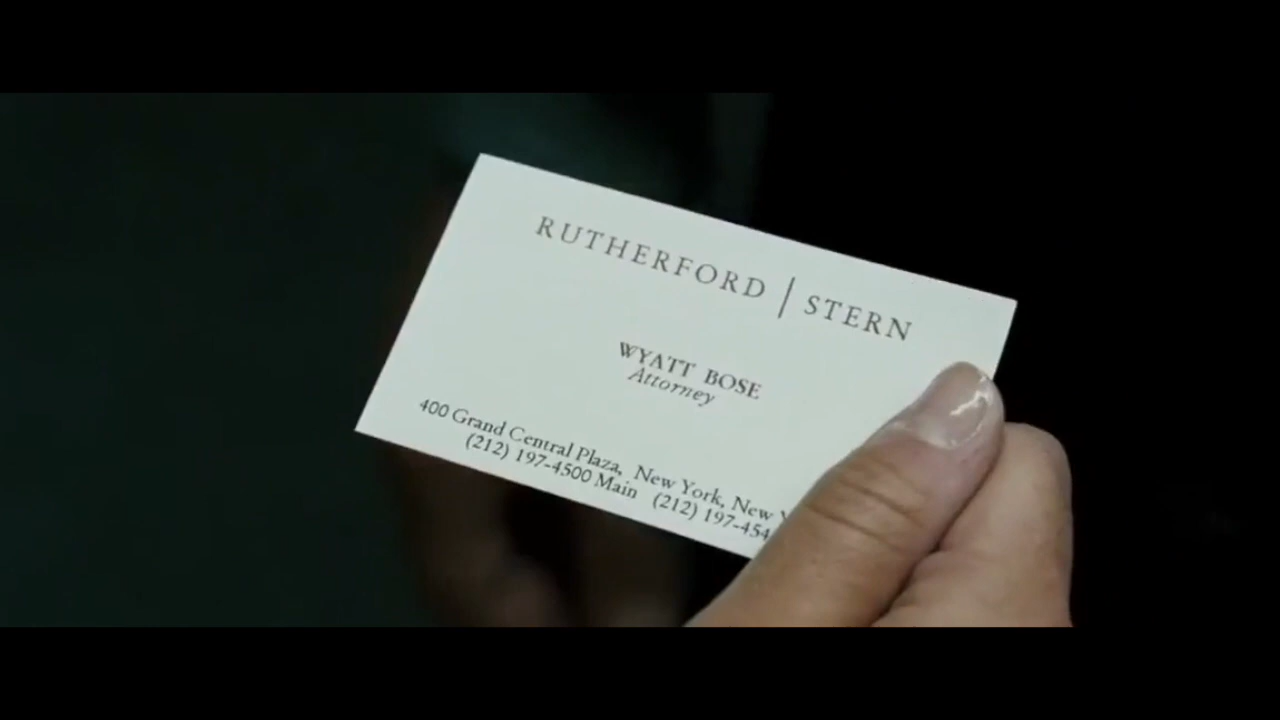 RUTHERFORD | STERN
WYATT BOSE
Attorney
400 Grand Central Plaza, New York, New
(212) 197-4500 Main (212) 197-454